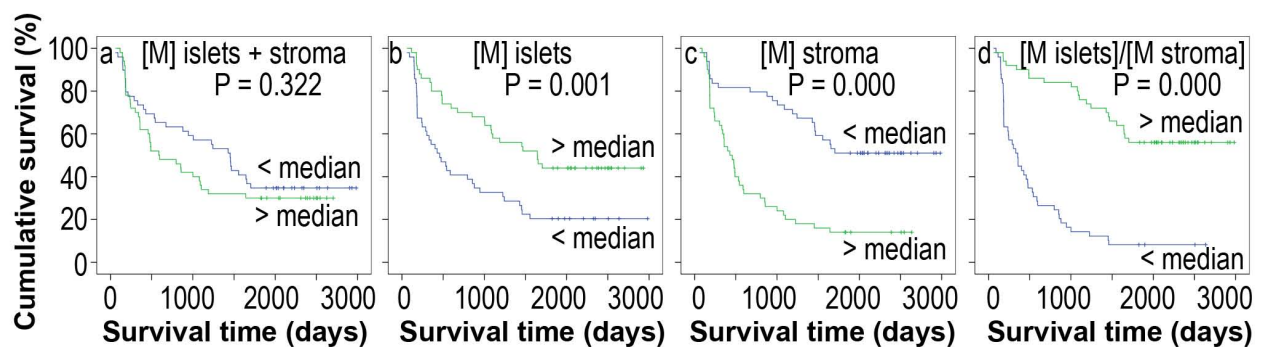 Cumulative survival (%)
100
80
60
40
20
0
a [M] islets + stroma
P = 0.322
< median
> median
0 1000 2000 3000
Survival time (days)
b [M] islets
P = 0.001
> median
< median
0 1000 2000 3000
Survival time (days)
c [M] stroma
P = 0.000
< median
> median
0 1000 2000 3000
Survival time (days)
d [M islets]/[M stroma]
P = 0.000
> median
< median
0 1000 2000 3000
Survival time (days)